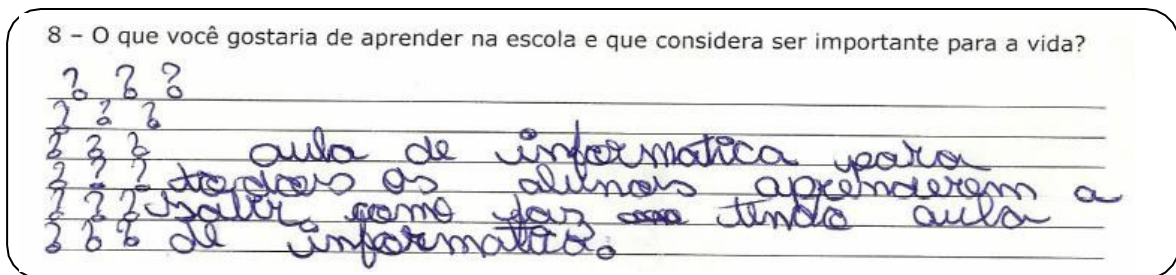 8 – O que você gostaria de aprender na escola e que considera ser importante para a vida?
? ? ?
? ? ?
? ? ? aula de informatica para
? ? ? todos os alunos aprenderem a
? ? ? saber como faz tendo aula
? ? ? de informatica.